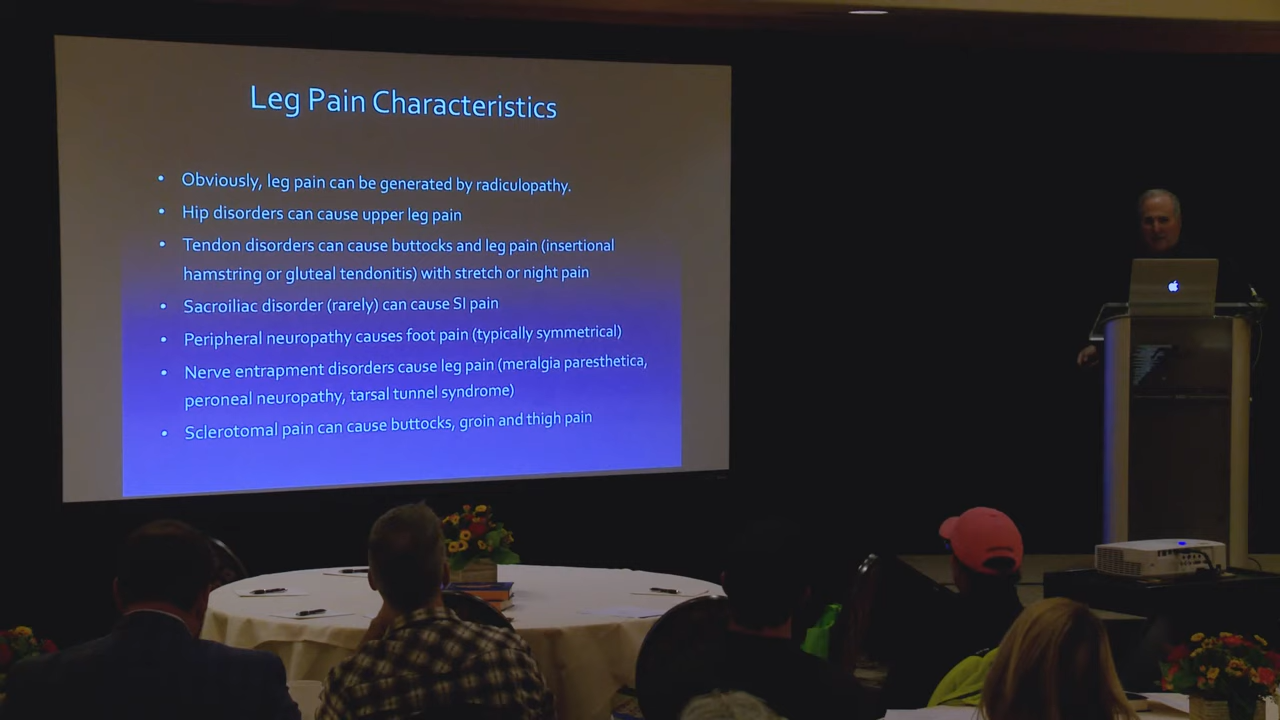 Leg Pain Characteristics
• Obviously, leg pain can be generated by radiculopathy.
• Hip disorders can cause upper leg pain
• Tendon disorders can cause buttocks and leg pain (insertional
hamstring or gluteal tendonitis) with stretch or night pain
• Sacroiliac disorder (rarely) can cause SI pain
• Peripheral neuropathy causes foot pain (typically symmetrical)
• Nerve entrapment disorders cause leg pain (meralgia paresthetica,
peroneal neuropathy, tarsal tunnel syndrome)
• Sclerotomal pain can cause buttocks, groin and thigh pain